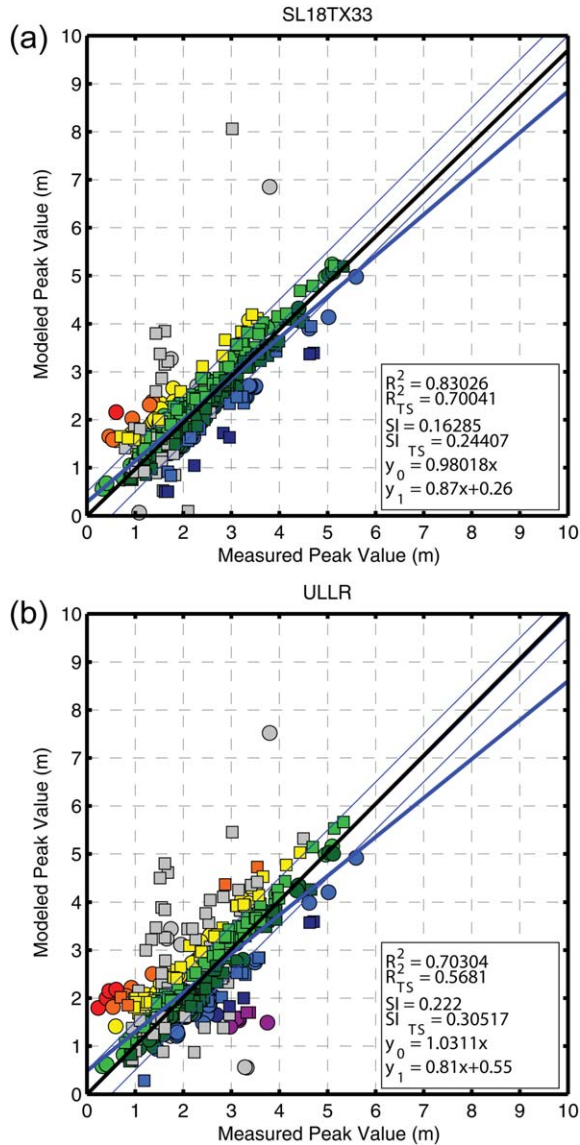 SL18TX33
(a)
10
9
8
7
6
5
4
3
2
1
0
Modeled Peak Value (m)
R² = 0.83026
R²TS = 0.70041
SI = 0.16285
SI TS = 0.24407
y0 = 0.98018x
y1 = 0.87x+0.26
0 1 2 3 4 5 6 7 8 9 10
Measured Peak Value (m)
ULLR
(b)
10
9
8
7
6
5
4
3
2
1
0
Modeled Peak Value (m)
R² = 0.70304
R²TS = 0.5681
SI = 0.222
SI TS = 0.30517
y0 = 1.0311x
y1 = 0.81x+0.55
0 1 2 3 4 5 6 7 8 9 10
Measured Peak Value (m)